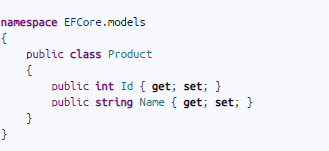 namespace EFCore.models
{
    public class Product
    {
        public int Id { get; set; }
        public string Name { get; set; }
    }
}